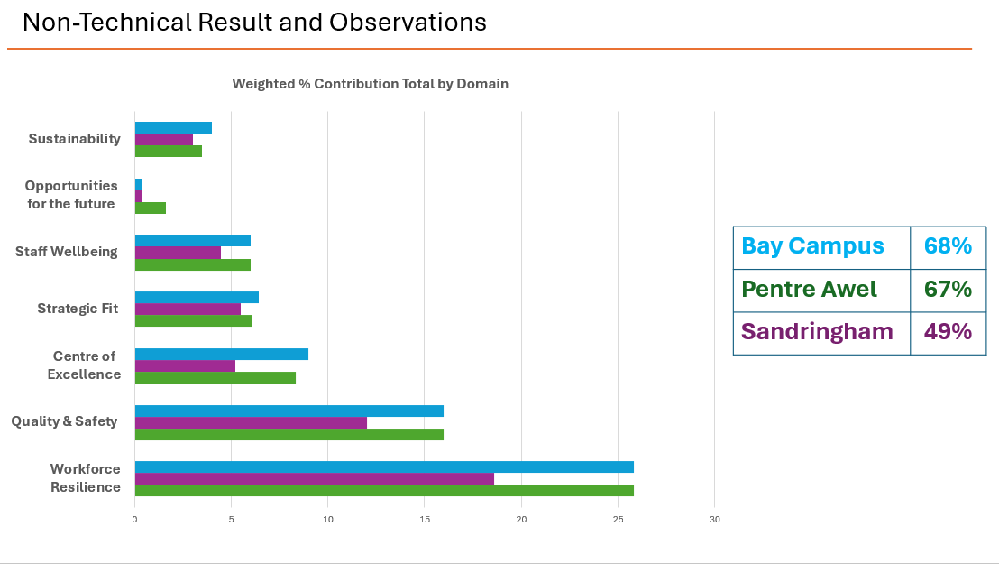 Non-Technical Result and Observations
Weighted % Contribution Total by Domain
Sustainability
Opportunities
for the future
Staff Wellbeing
Strategic Fit
Centre of
Excellence
Quality & Safety
Workforce
Resilience
0 5 10 15 20 25 30
Bay Campus 68%
Pentre Awel 67%
Sandringham 49%